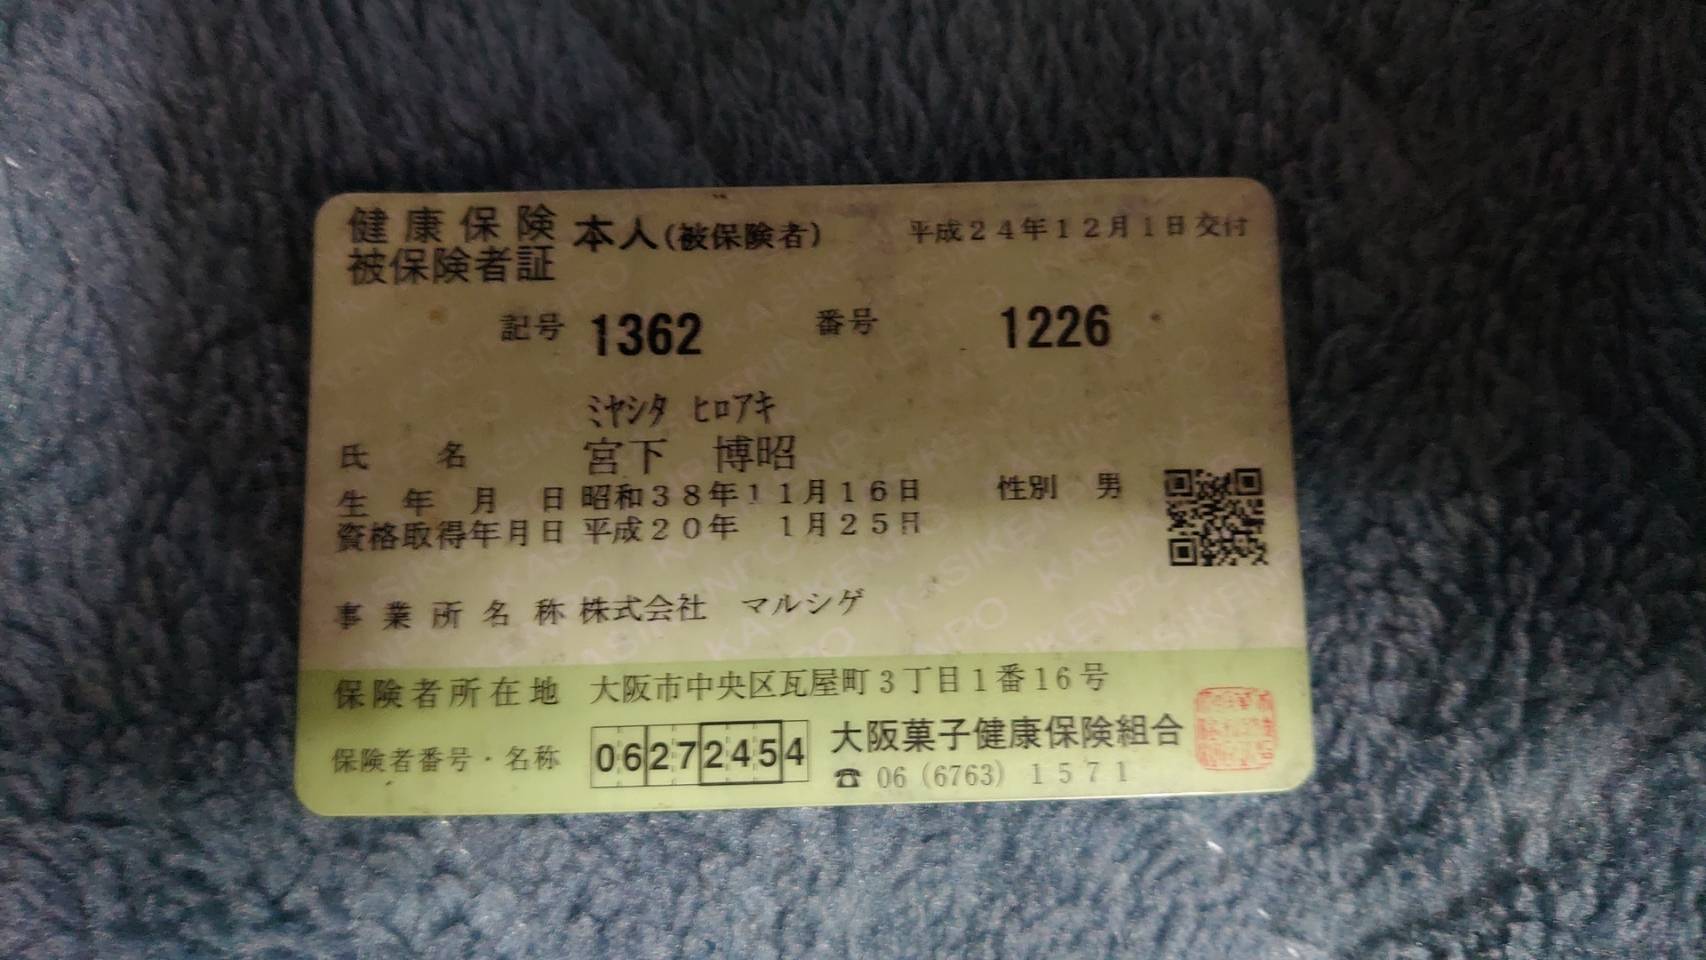 健康保険 本人(被保険者) 平成24年12月1日交付
被保険者証
記号 1362 番号 1226
ﾐﾔｼﾀ ﾋﾛｱｷ
氏名 宮下 博昭
生年月日 昭和38年11月16日 性別 男
資格取得年月日 平成20年 1月25日
事業所名称 株式会社 マルシゲ
保険者所在地 大阪市中央区瓦屋町3丁目1番16号
保険者番号・名称 06272454 大阪菓子健康保険組合
☎ 06 (6763) 1571
KASIKENPO